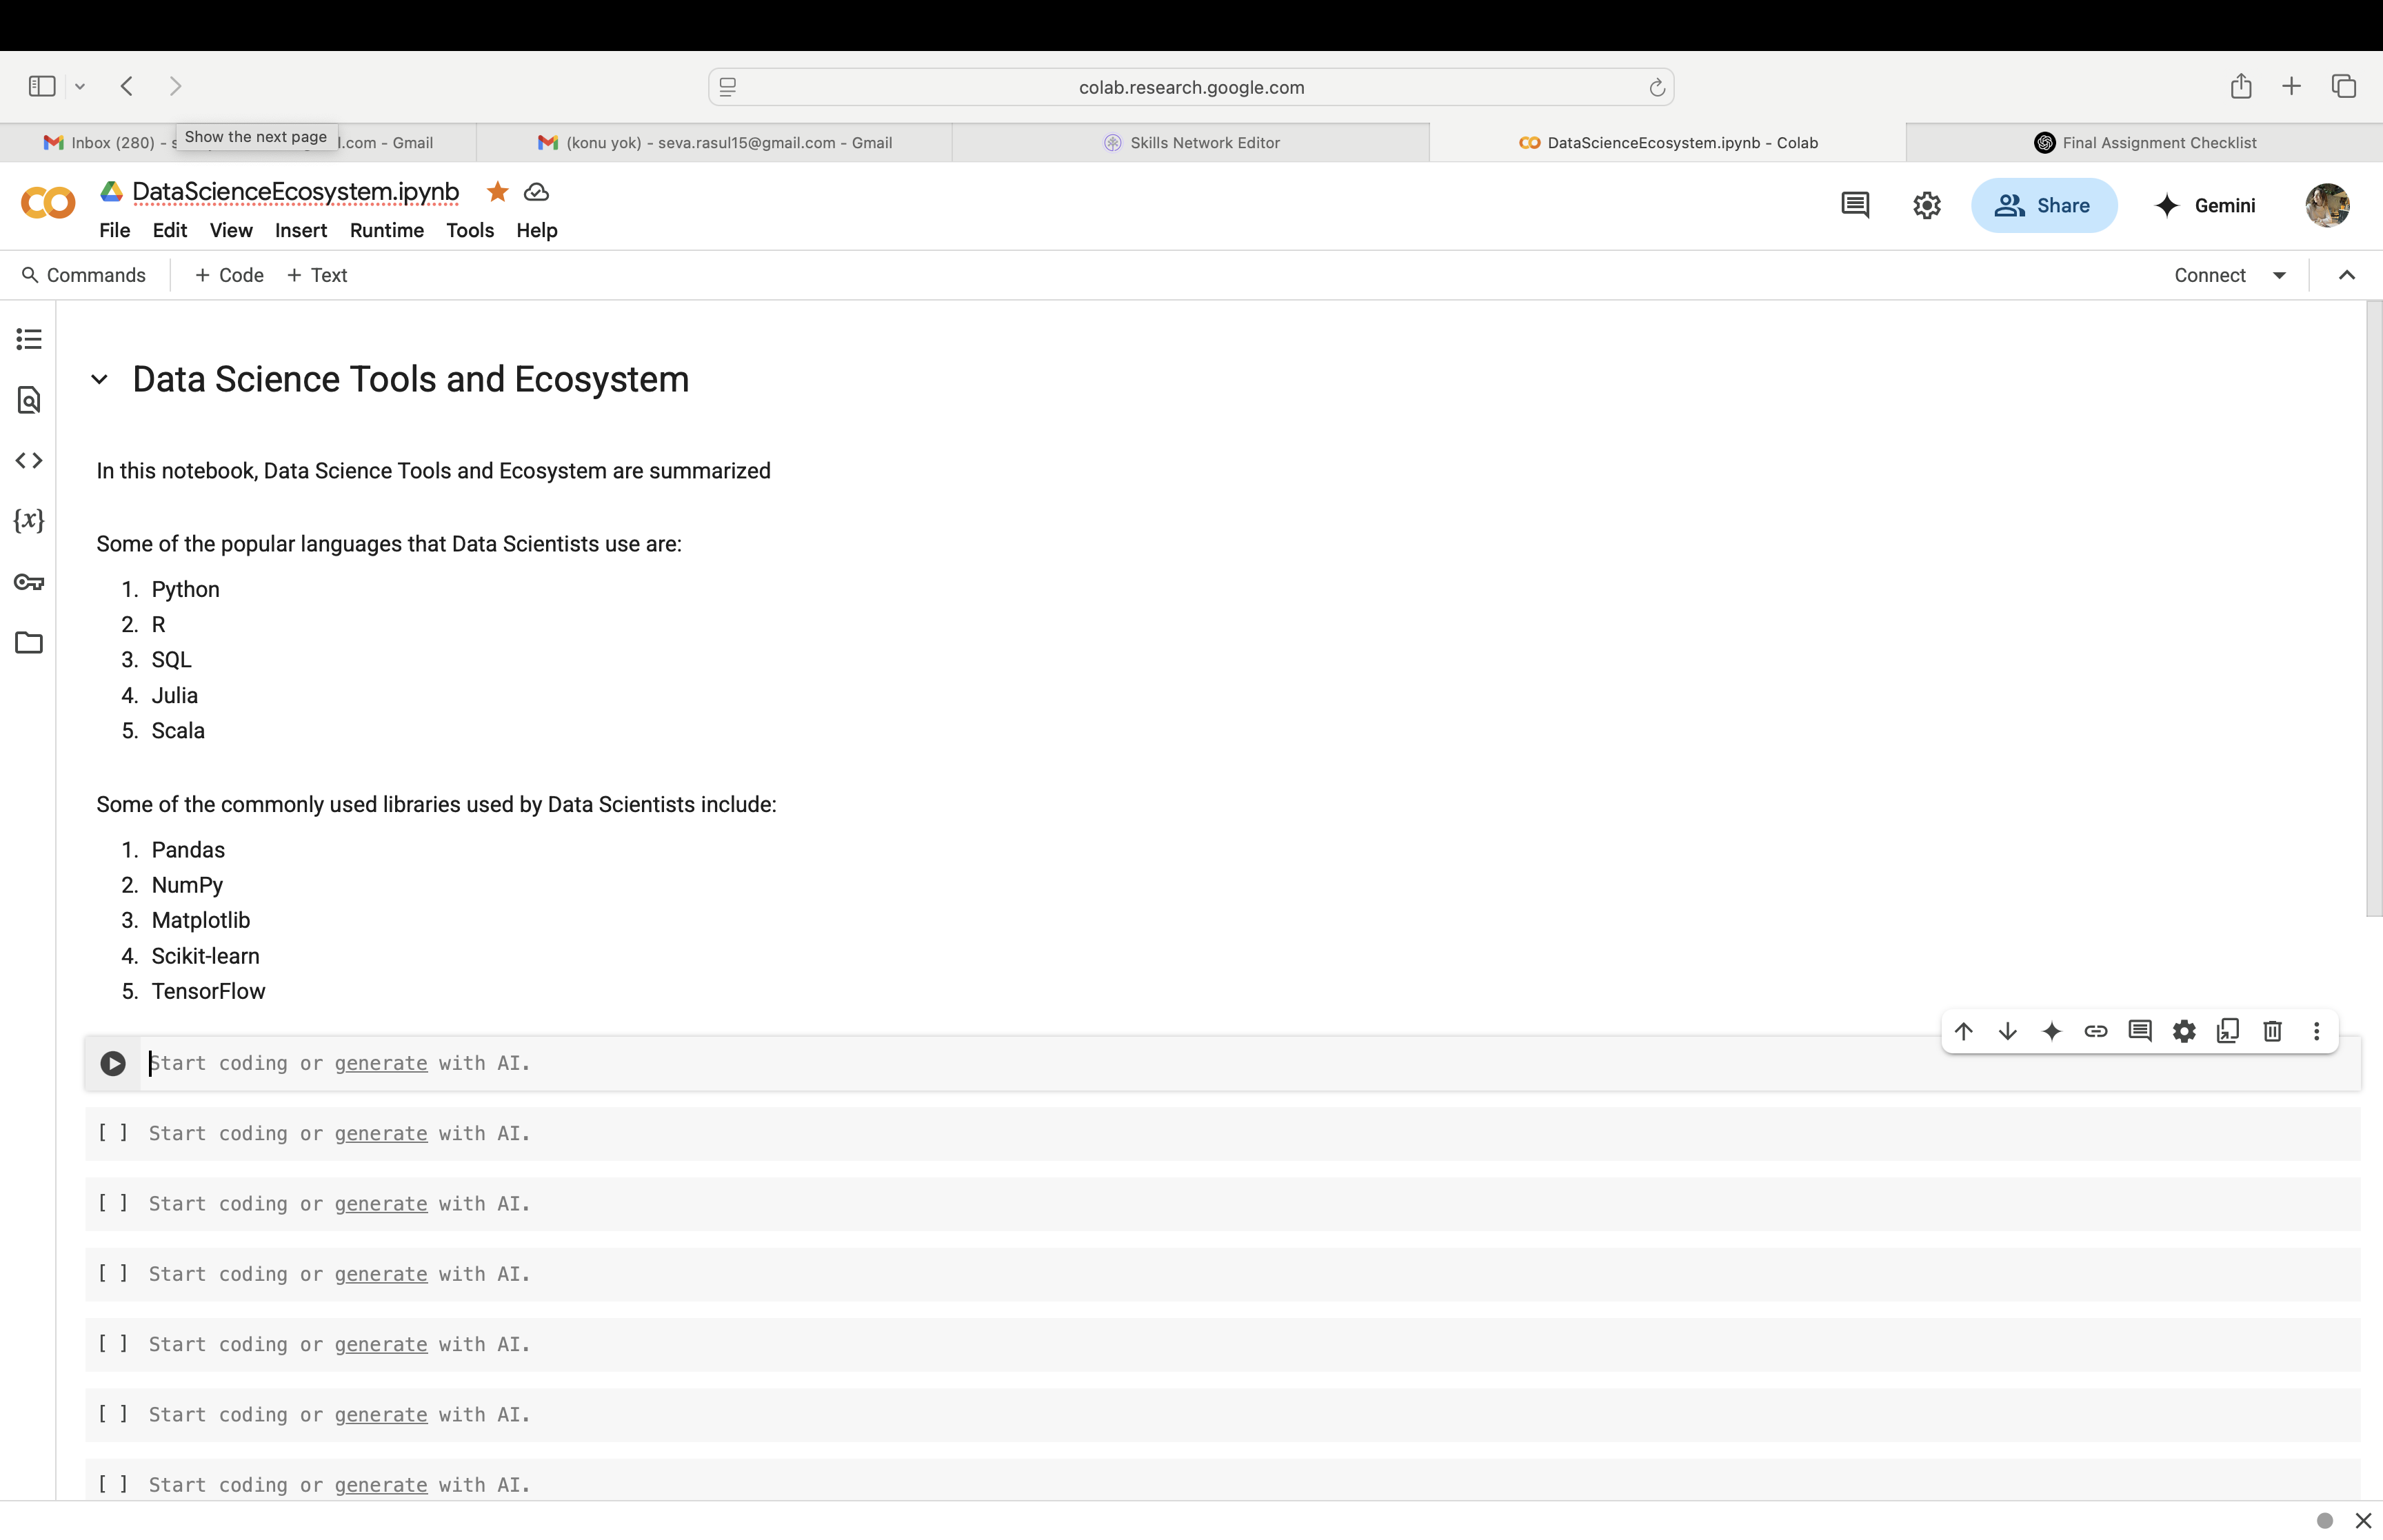 colab.research.google.com
Inbox (280) - s
Show the next page
l.com - Gmail
(konu yok) - seva.rasul15@gmail.com - Gmail
Skills Network Editor
DataScienceEcosystem.ipynb - Colab
Final Assignment Checklist
DataScienceEcosystem.ipynb
File Edit View Insert Runtime Tools Help
Share
Gemini
Commands + Code + Text
Connect
Data Science Tools and Ecosystem
In this notebook, Data Science Tools and Ecosystem are summarized
Some of the popular languages that Data Scientists use are:
1. Python
2. R
3. SQL
4. Julia
5. Scala
Some of the commonly used libraries used by Data Scientists include:
1. Pandas
2. NumPy
3. Matplotlib
4. Scikit-learn
5. TensorFlow
Start coding or generate with AI.
[ ] Start coding or generate with AI.
[ ] Start coding or generate with AI.
[ ] Start coding or generate with AI.
[ ] Start coding or generate with AI.
[ ] Start coding or generate with AI.
[ ] Start coding or generate with AI.